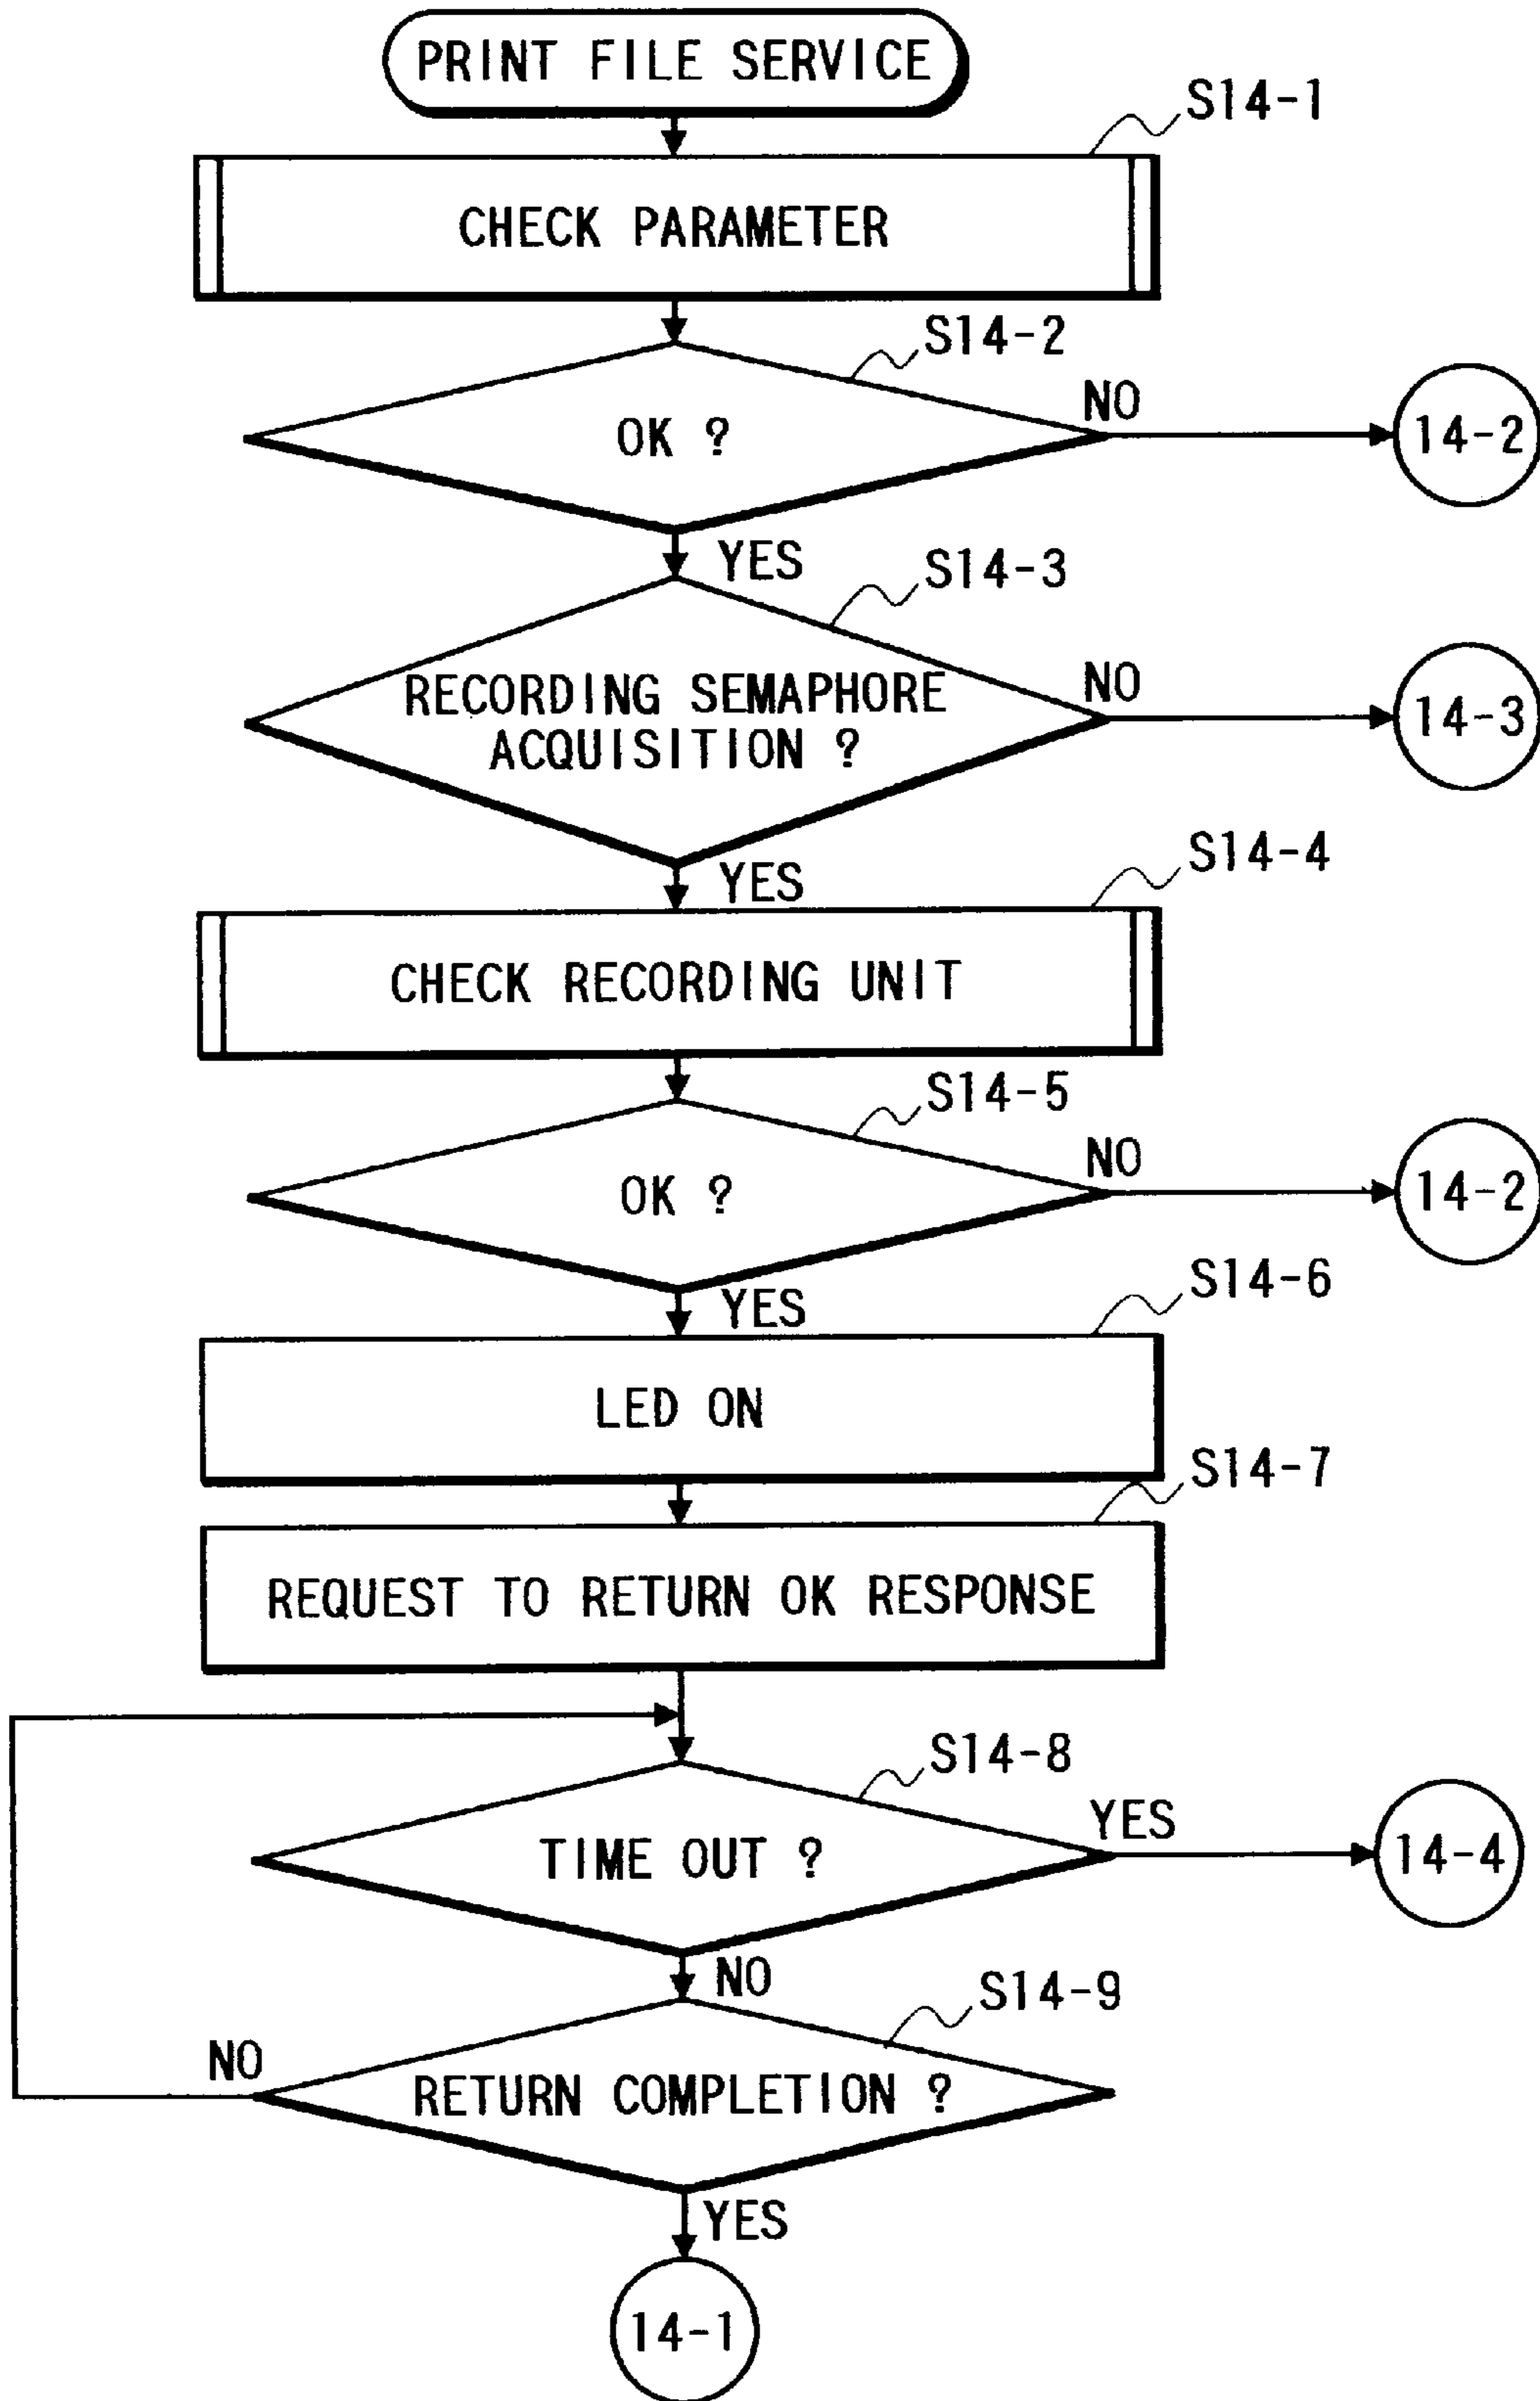 PRINT FILE SERVICE
S14-1
CHECK PARAMETER
S14-2
OK ?
NO
14-2
YES
S14-3
RECORDING SEMAPHORE
ACQUISITION ?
NO
14-3
YES
S14-4
CHECK RECORDING UNIT
S14-5
OK ?
NO
14-2
YES
S14-6
LED ON
S14-7
REQUEST TO RETURN OK RESPONSE
S14-8
TIME OUT ?
YES
14-4
NO
S14-9
NO
RETURN COMPLETION ?
YES
14-1